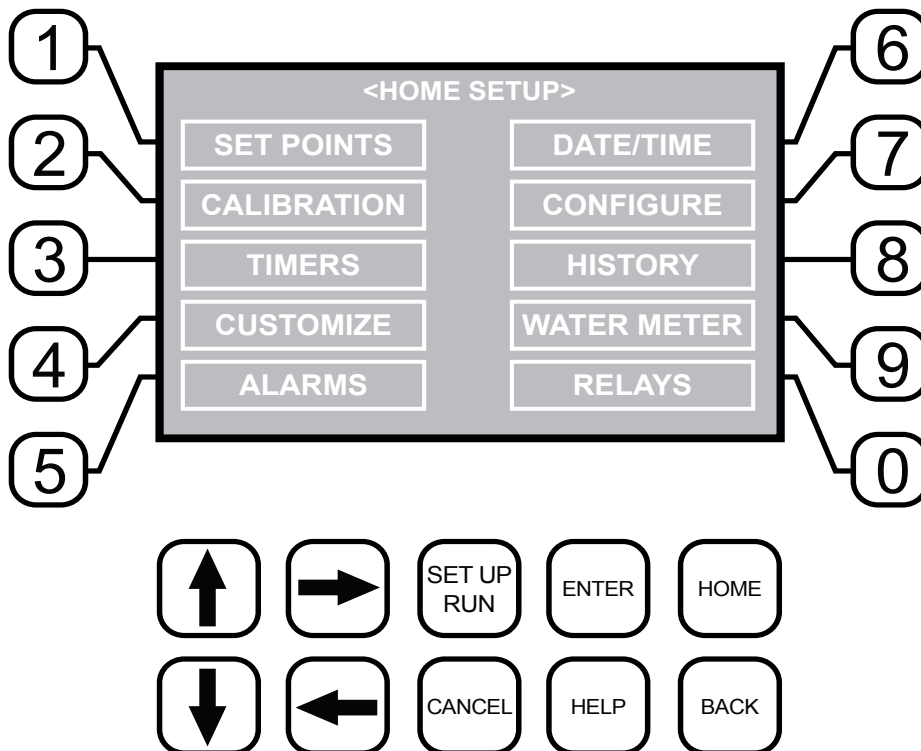 1
6
<HOME SETUP>
SET POINTS
DATE/TIME
2
7
CALIBRATION
CONFIGURE
3
8
TIMERS
HISTORY
4
9
CUSTOMIZE
WATER METER
5
0
ALARMS
RELAYS
SET UP
RUN
ENTER
HOME
CANCEL
HELP
BACK